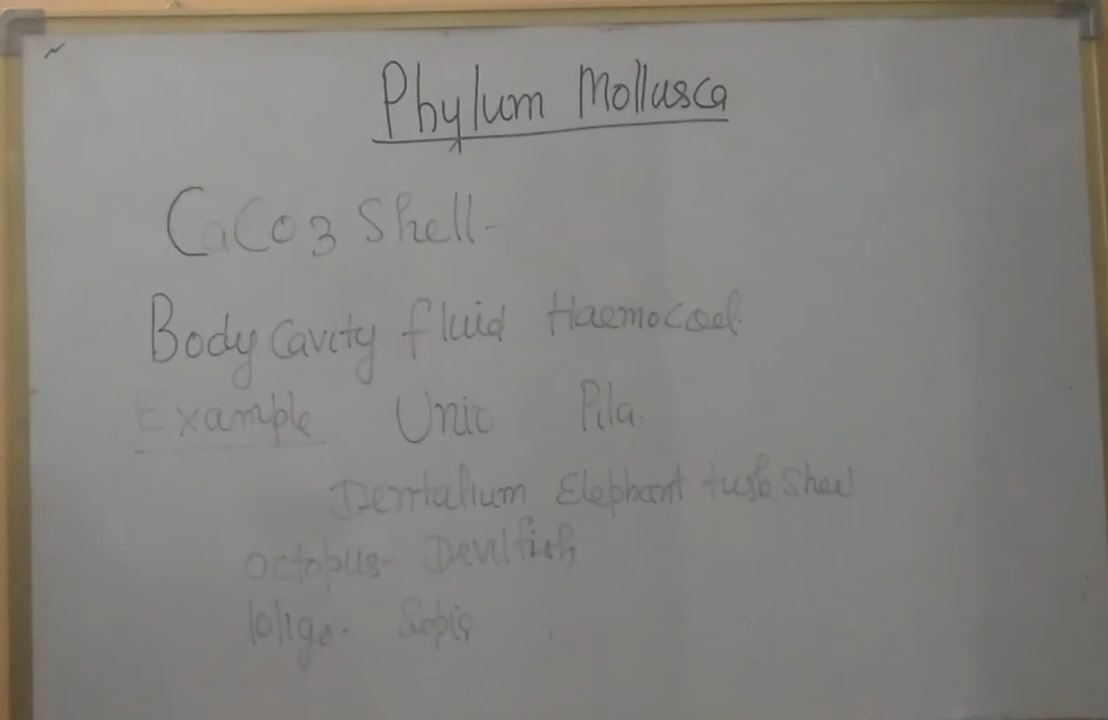 Phylum Mollusca
CaCO3 Shell-
Body Cavity fluid Haemocoel.
Example Unio Pila.
Dentalium Elephant tusk Shell
Octopus- Devilfish
loligo- Sepia